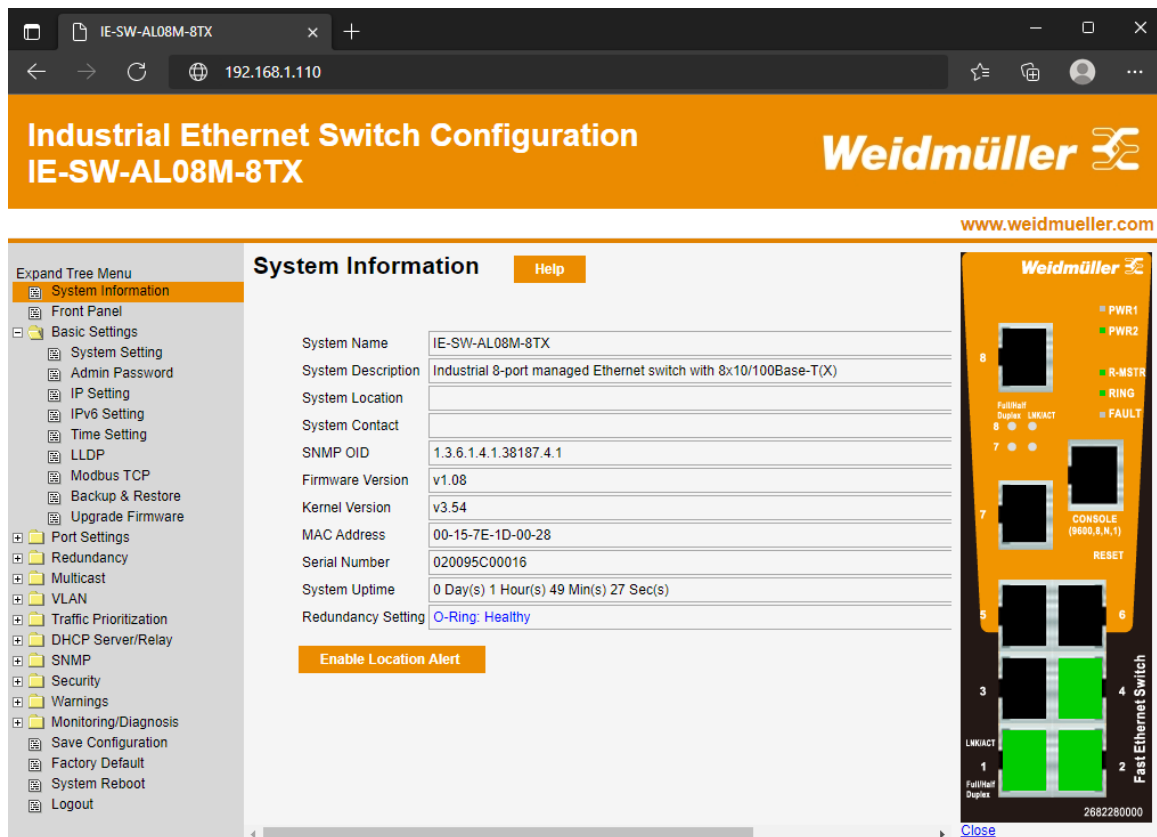 IE-SW-AL08M-8TX
192.168.1.110
Industrial Ethernet Switch Configuration
IE-SW-AL08M-8TX
Weidmüller
www.weidmueller.com
Expand Tree Menu
System Information
Front Panel
Basic Settings
System Setting
Admin Password
IP Setting
IPv6 Setting
Time Setting
LLDP
Modbus TCP
Backup & Restore
Upgrade Firmware
Port Settings
Redundancy
Multicast
VLAN
Traffic Prioritization
DHCP Server/Relay
SNMP
Security
Warnings
Monitoring/Diagnosis
Save Configuration
Factory Default
System Reboot
Logout
System Information Help
System Name IE-SW-AL08M-8TX
System Description Industrial 8-port managed Ethernet switch with 8x10/100Base-T(X)
System Location
System Contact
SNMP OID 1.3.6.1.4.1.38187.4.1
Firmware Version v1.08
Kernel Version v3.54
MAC Address 00-15-7E-1D-00-28
Serial Number 020095C00016
System Uptime 0 Day(s) 1 Hour(s) 49 Min(s) 27 Sec(s)
Redundancy Setting O-Ring: Healthy
Enable Location Alert
Weidmüller
PWR1
PWR2
8
R-MSTR
RING
FAULT
Full/Half
Duplex LNK/ACT
8
7
7
CONSOLE
(9600,8,N,1)
RESET
5 6
3 4
LNK/ACT
1 2
Full/Half
Duplex
Fast Ethernet Switch
2682280000
Close